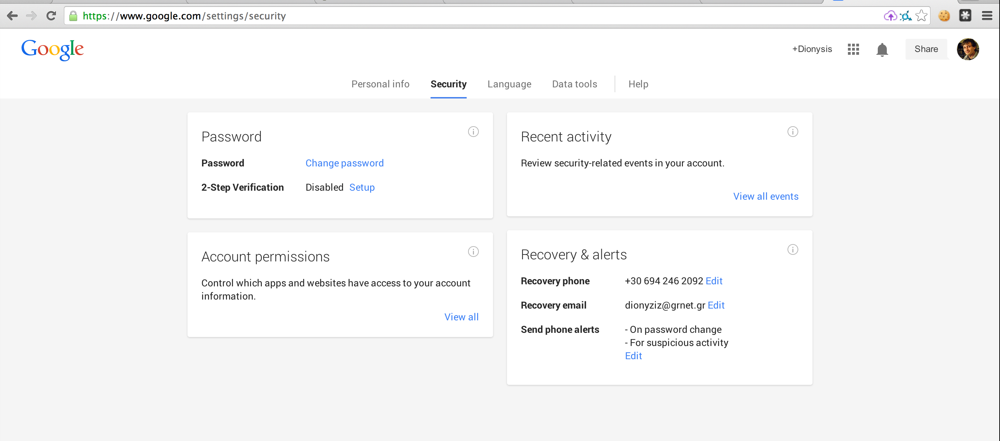 https://www.google.com/settings/security
Google
+Dionysis
Share
Personal info
Security
Language
Data tools
Help
Password
Password
Change password
2-Step Verification
Disabled Setup
Recent activity
Review security-related events in your account.
View all events
Account permissions
Control which apps and websites have access to your account
information.
View all
Recovery & alerts
Recovery phone
+30 694 246 2092 Edit
Recovery email
dionyziz@grnet.gr Edit
Send phone alerts
- On password change
- For suspicious activity
Edit